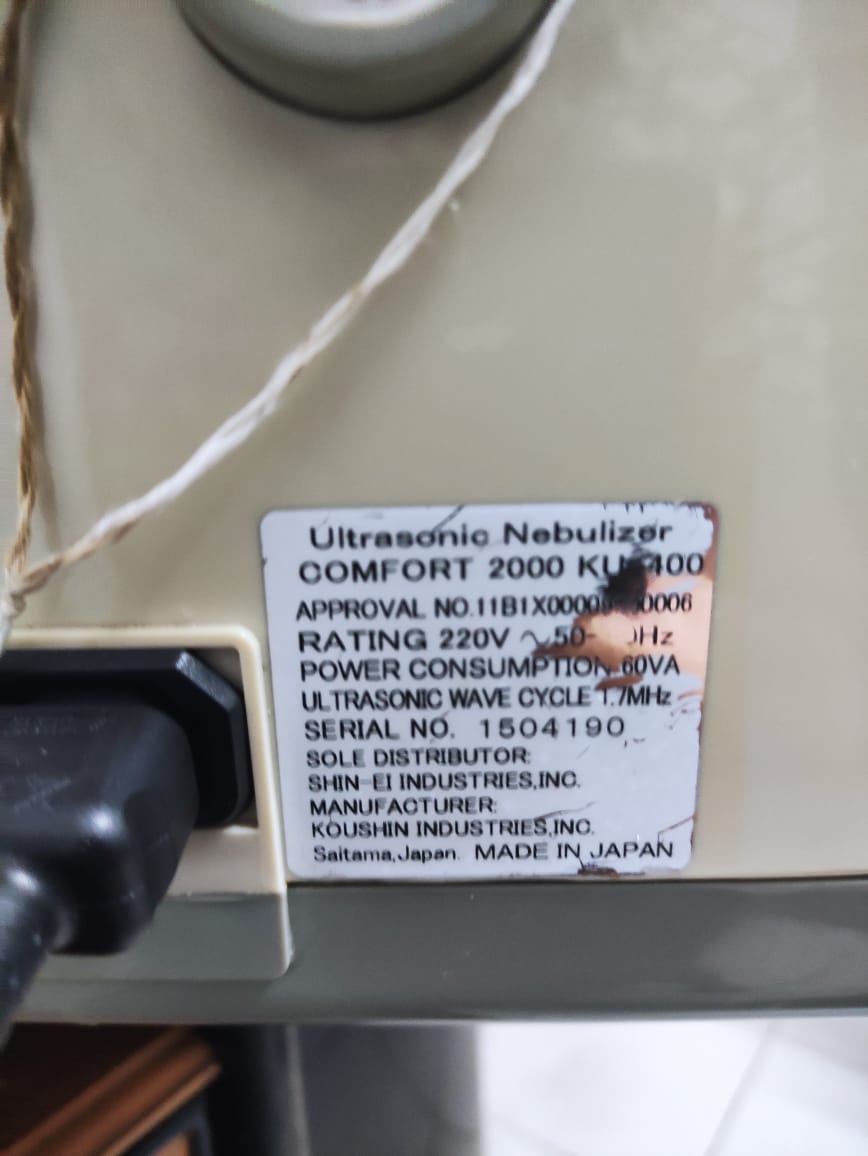 Ultrasonic Nebulizer
COMFORT 2000
APPROVAL NO.
RATING 220V ~
POWER CONSUMPTION 60VA
ULTRASONIC WAVE CYCLE 1.7MHz
SERIAL NO. 1504190
SOLE DISTRIBUTOR:
SHIN-EI INDUSTRIES,INC.
MANUFACTURER:
KOUSHIN INDUSTRIES,INC.
Saitama,Japan. MADE IN JAPAN